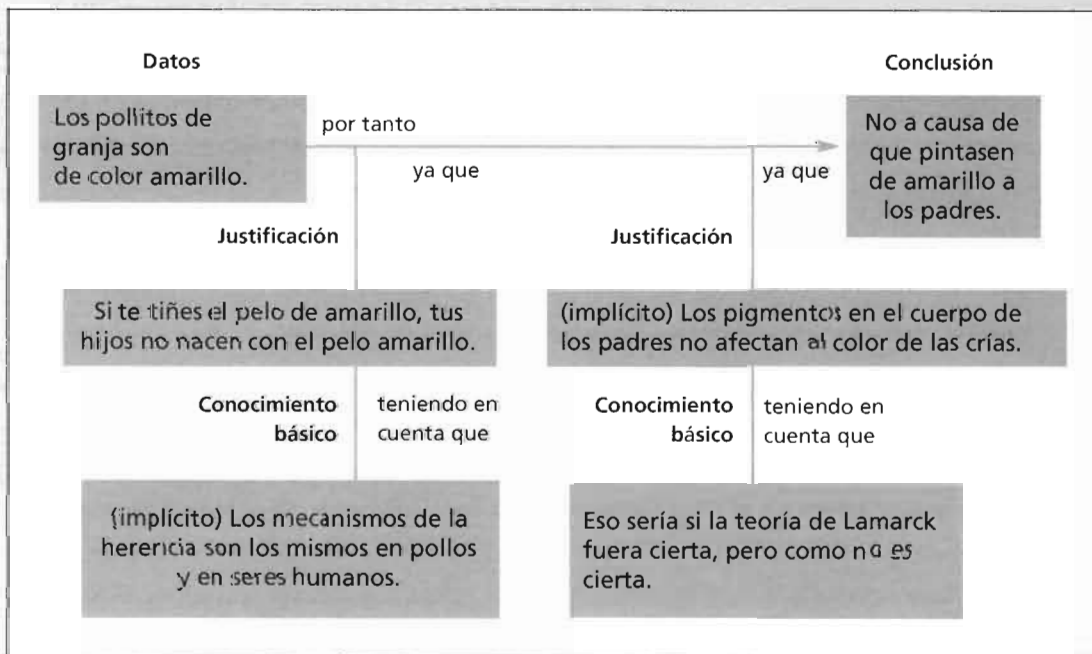 Datos
Conclusión
Los pollitos de
granja son
de color amarillo.
por tanto
ya que
ya que
No a causa de
que pintasen
de amarillo a
los padres.
Justificación
Justificación
Si te tiñes el pelo de amarillo, tus
hijos no nacen con el pelo amarillo.
(implícito) Los pigmentos en el cuerpo de
los padres no afectan al color de las crías.
Conocimiento
básico
teniendo en
cuenta que
Conocimiento
básico
teniendo en
cuenta que
(implícito) Los mecanismos de la
herencia son los mismos en pollos
y en seres humanos.
Eso sería si la teoría de Lamarck
fuera cierta, pero como no es
cierta.